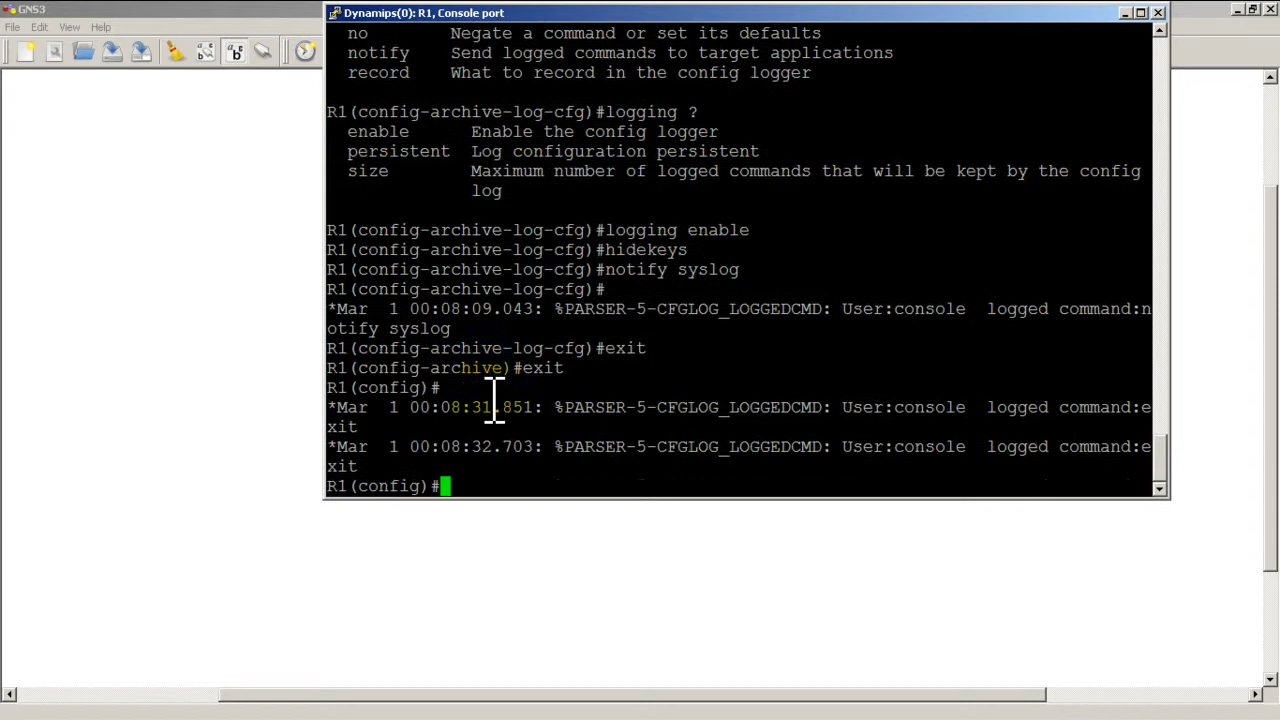 GNS3
Dynamips(0): R1, Console port
File Edit View Help
no Negate a command or set its defaults
notify Send logged commands to target applications
record What to record in the config logger
R1(config-archive-log-cfg)#logging ?
enable Enable the config logger
persistent Log configuration persistent
size Maximum number of logged commands that will be kept by the config
log
R1(config-archive-log-cfg)#logging enable
R1(config-archive-log-cfg)#hidekeys
R1(config-archive-log-cfg)#notify syslog
R1(config-archive-log-cfg)#
*Mar 1 00:08:09.043: %PARSER-5-CFGLOG_LOGGEDCMD: User:console logged command:n
otify syslog
R1(config-archive-log-cfg)#exit
R1(config-archive)#exit
R1(config)#
*Mar 1 00:08:31.851: %PARSER-5-CFGLOG_LOGGEDCMD: User:console logged command:e
xit
*Mar 1 00:08:32.703: %PARSER-5-CFGLOG_LOGGEDCMD: User:console logged command:e
xit
R1(config)#